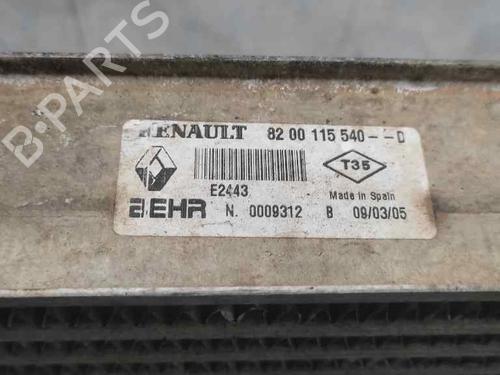 RENAULT 82 00 115 540--D
T35
E2443
Made in Spain
BEHR N. 0009312 B 09/03/05
B-PARTS